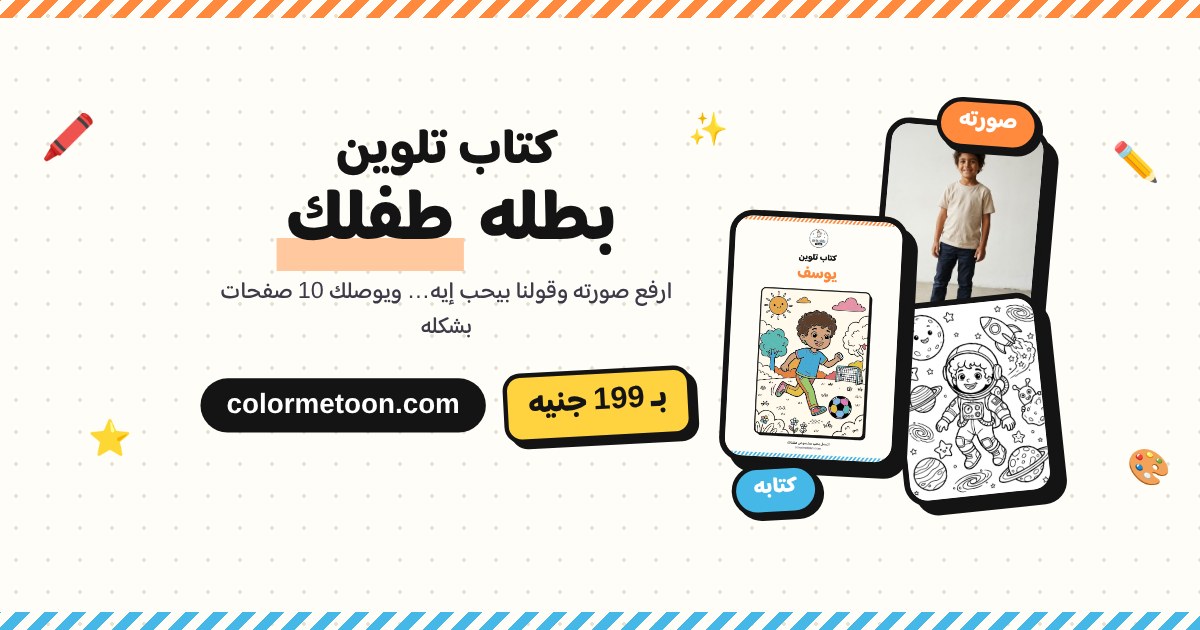 كتاب تلوين
بطله طفلك
ارفع صورته وقولنا بيحب إيه... ويوصلك 10 صفحات
بشكله
بـ 199 جنيه
colormetoon.com
صورته
كتاب تلوين
يوسف
كتابه